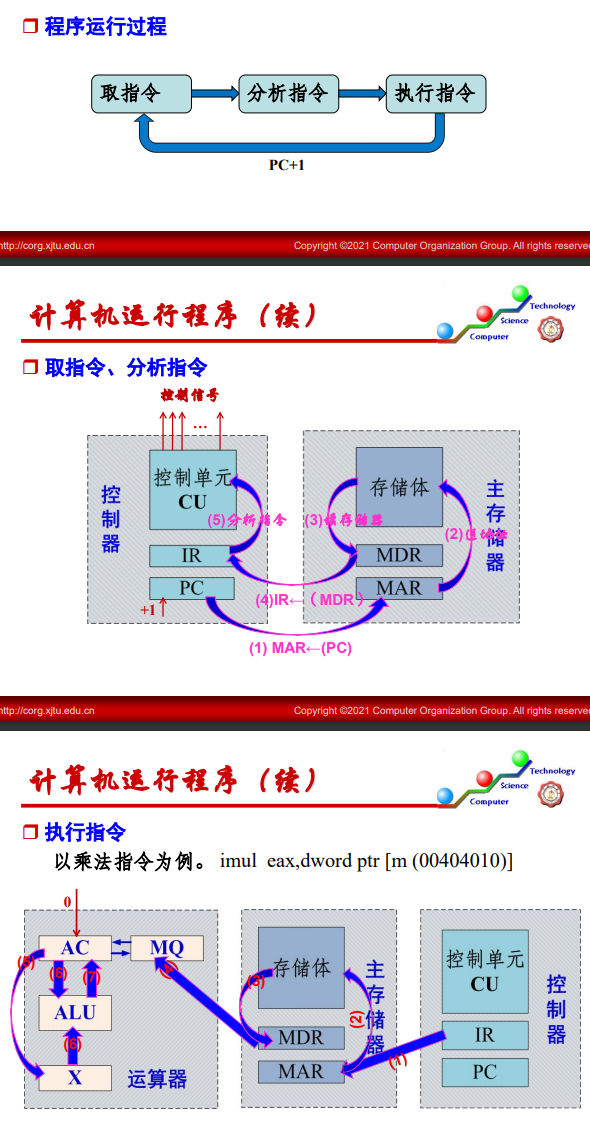 程序运行过程
取指令
分析指令
执行指令
PC+1
http://corg.xjtu.edu.cn
Copyright ©2021 Computer Organization Group. All rights reserve
计算机运行程序（续）
Technology
Science
Computer
取指令、分析指令
控制信号
…
控制单元
CU
控制器
(5)分析指令
IR
PC
+1
存储体
主存储器
(3)读存储器
(2)
MDR
MAR
(4)IR←（MDR）
(1) MAR←(PC)
http://corg.xjtu.edu.cn
Copyright ©2021 Computer Organization Group. All rights reserve
计算机运行程序（续）
Technology
Science
Computer
执行指令
以乘法指令为例。 imul eax,dword ptr [m (00404010)]
0
AC
MQ
(5)
(6)
(7)
(4)
ALU
(6)
X
运算器
存储体
主存储器
(3)
(2)
MDR
MAR
(1)
控制单元
CU
控制器
IR
PC